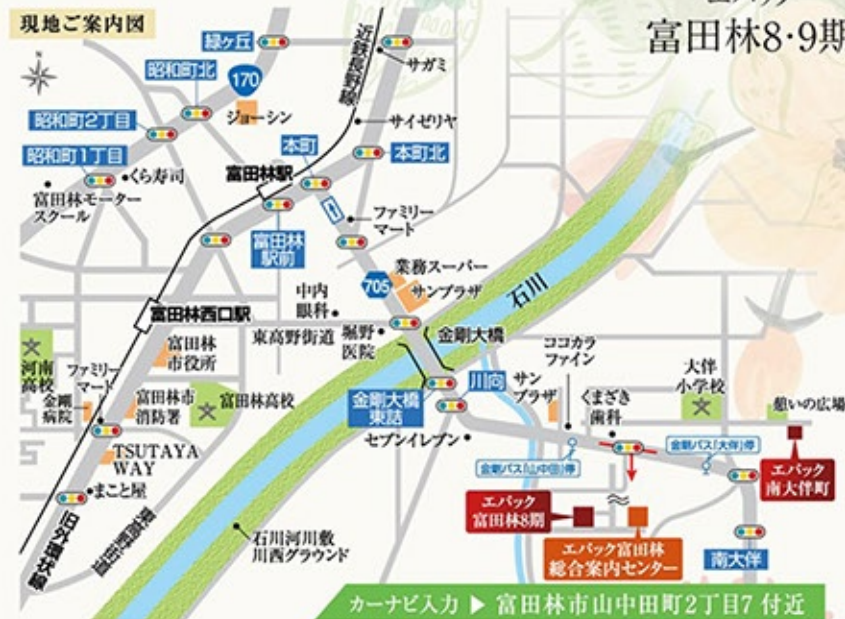 現地ご案内図
富田林8・9期
N
緑ヶ丘
近鉄長野線
サガミ
昭和町北
170
ジョーシン
昭和町2丁目
サイゼリヤ
本町
本町北
昭和町1丁目
くら寿司
富田林駅
富田林モーター
スクール
ファミリー
マート
富田林
駅前
業務スーパー
705
サンプラザ
石川
中内
眼科
富田林西口駅
東高野街道
堀野
医院
金剛大橋
富田林
市役所
ココカラ
ファイン
大伴
小学校
河南
高校
ファミリー
マート
川向
サン
プラザ
くまざき
歯科
金剛
病院
富田林市
消防署
富田林高校
金剛大橋
東詰
憩いの広場
セブンイレブン
金剛バス「大伴」停
TSUTAYA
WAY
金剛バス「山中田」停
エバック
南大伴町
まこと屋
エバック
富田林8期
旧外環状線
東高野街道
石川河川敷
川西グラウンド
エバック富田林
総合案内センター
南大伴
カーナビ入力 ▶ 富田林市山中田町2丁目7 付近